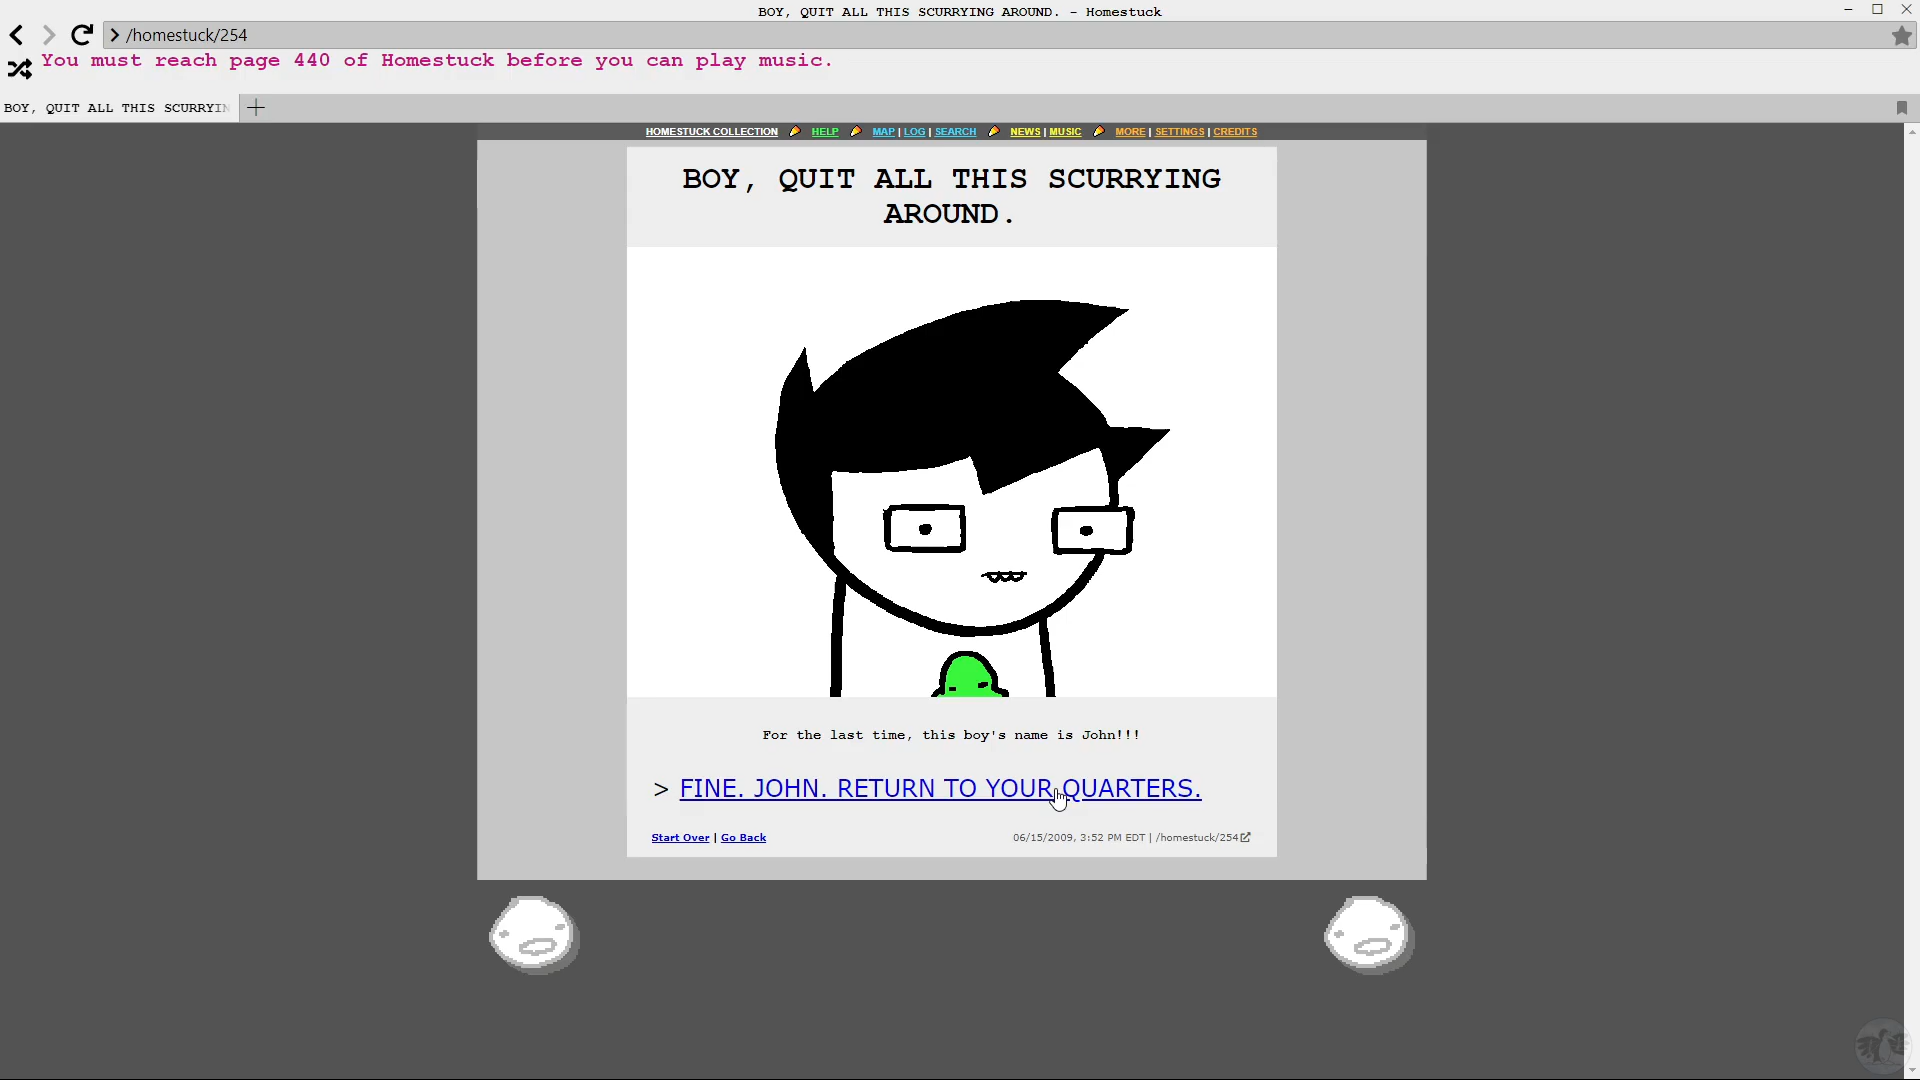 BOY, QUIT ALL THIS SCURRYING AROUND. - Homestuck
/homestuck/254
You must reach page 440 of Homestuck before you can play music.
BOY, QUIT ALL THIS SCURRYIN
HOMESTUCK COLLECTION HELP MAP | LOG | SEARCH NEWS | MUSIC MORE | SETTINGS | CREDITS
BOY, QUIT ALL THIS SCURRYING
AROUND.
For the last time, this boy's name is John!!!
> FINE. JOHN. RETURN TO YOUR QUARTERS.
Start Over | Go Back 06/15/2009, 3:52 PM EDT | /homestuck/254